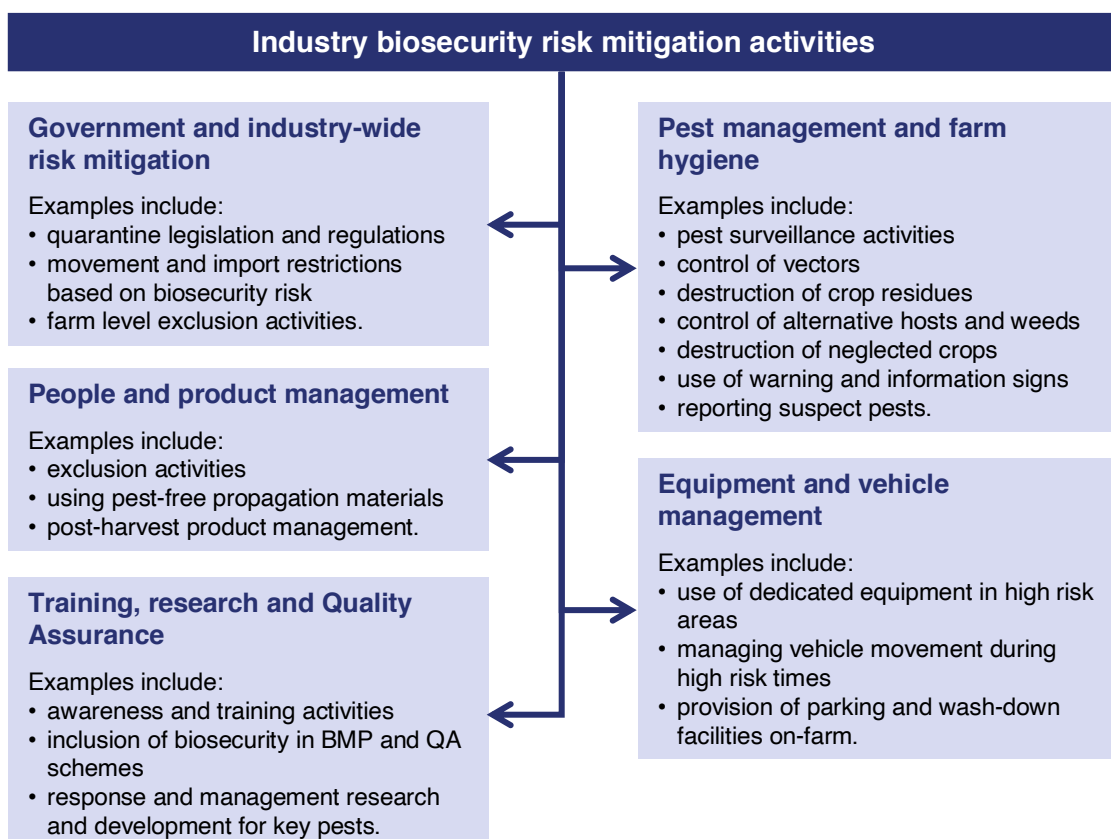 Industry biosecurity risk mitigation activities
Government and industry-wide
risk mitigation
Examples include:
• quarantine legislation and regulations
• movement and import restrictions
based on biosecurity risk
• farm level exclusion activities.
People and product management
Examples include:
• exclusion activities
• using pest-free propagation materials
• post-harvest product management.
Training, research and Quality
Assurance
Examples include:
• awareness and training activities
• inclusion of biosecurity in BMP and QA
schemes
• response and management research
and development for key pests.
Pest management and farm
hygiene
Examples include:
• pest surveillance activities
• control of vectors
• destruction of crop residues
• control of alternative hosts and weeds
• destruction of neglected crops
• use of warning and information signs
• reporting suspect pests.
Equipment and vehicle
management
Examples include:
• use of dedicated equipment in high risk
areas
• managing vehicle movement during
high risk times
• provision of parking and wash-down
facilities on-farm.